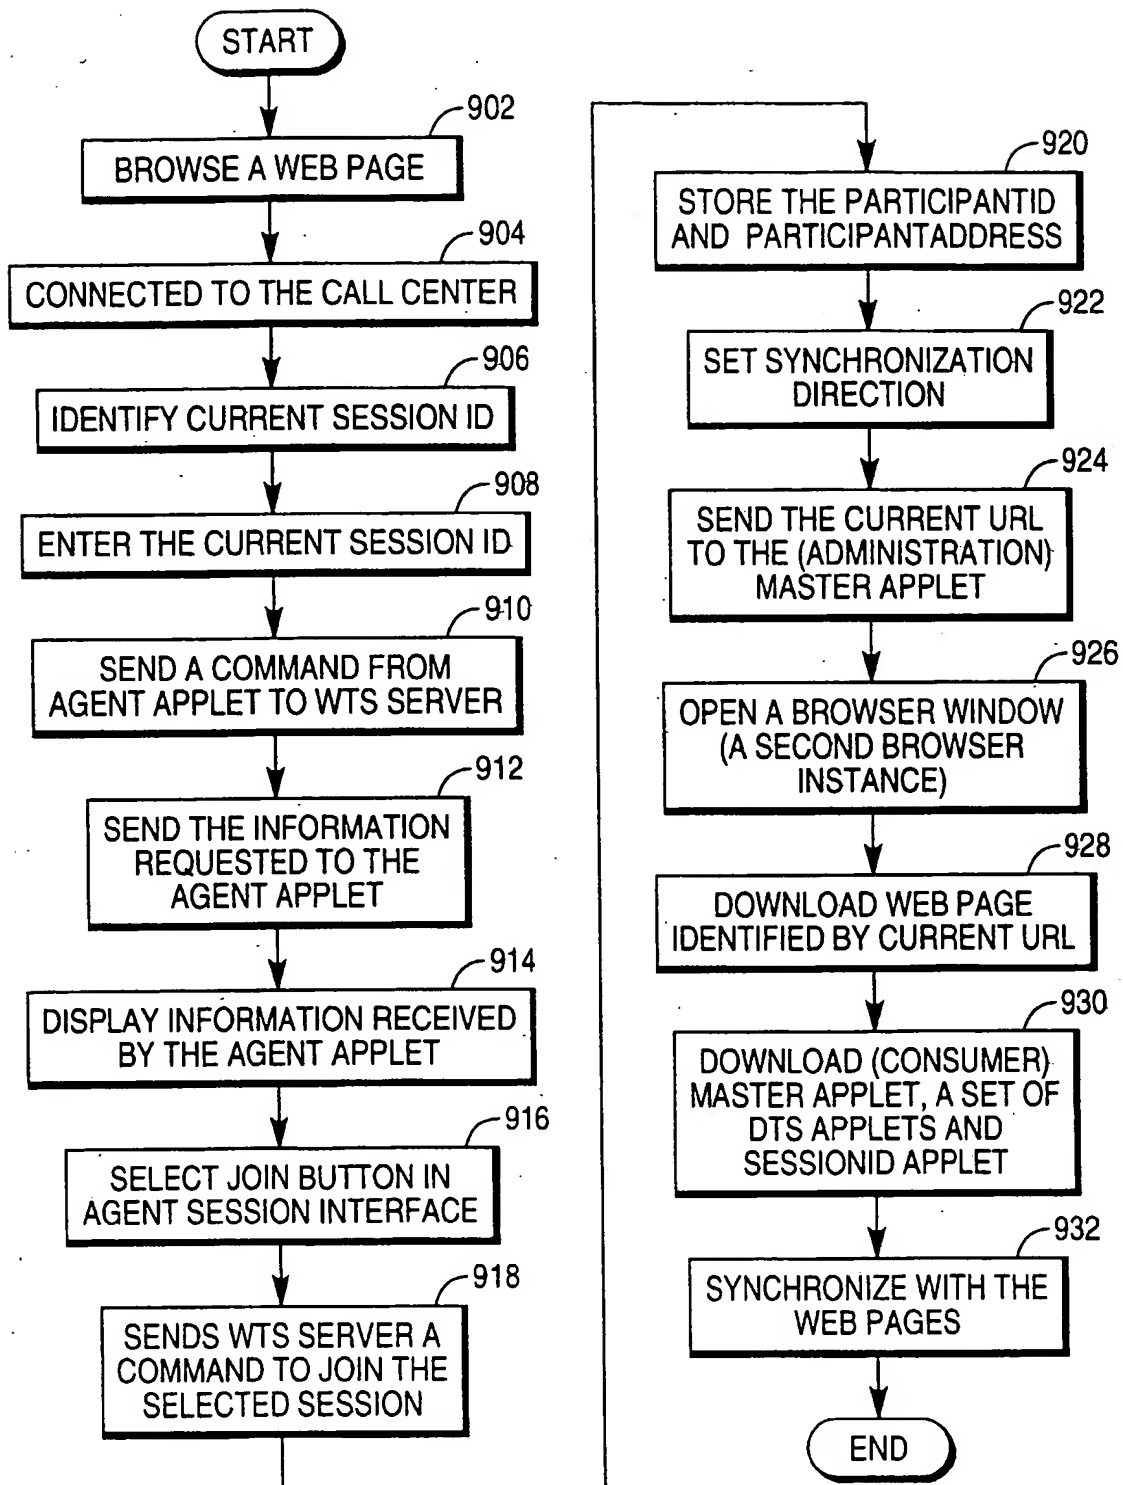 START
902
BROWSE A WEB PAGE
904
CONNECTED TO THE CALL CENTER
906
IDENTIFY CURRENT SESSION ID
908
ENTER THE CURRENT SESSION ID
910
SEND A COMMAND FROM
AGENT APPLET TO WTS SERVER
912
SEND THE INFORMATION
REQUESTED TO THE
AGENT APPLET
914
DISPLAY INFORMATION RECEIVED
BY THE AGENT APPLET
916
SELECT JOIN BUTTON IN
AGENT SESSION INTERFACE
918
SENDS WTS SERVER A
COMMAND TO JOIN THE
SELECTED SESSION
920
STORE THE PARTICIPANTID
AND PARTICIPANTADDRESS
922
SET SYNCHRONIZATION
DIRECTION
924
SEND THE CURRENT URL
TO THE (ADMINISTRATION)
MASTER APPLET
926
OPEN A BROWSER WINDOW
(A SECOND BROWSER
INSTANCE)
928
DOWNLOAD WEB PAGE
IDENTIFIED BY CURRENT URL
930
DOWNLOAD (CONSUMER)
MASTER APPLET, A SET OF
DTS APPLETS AND
SESSIONID APPLET
932
SYNCHRONIZE WITH THE
WEB PAGES
END